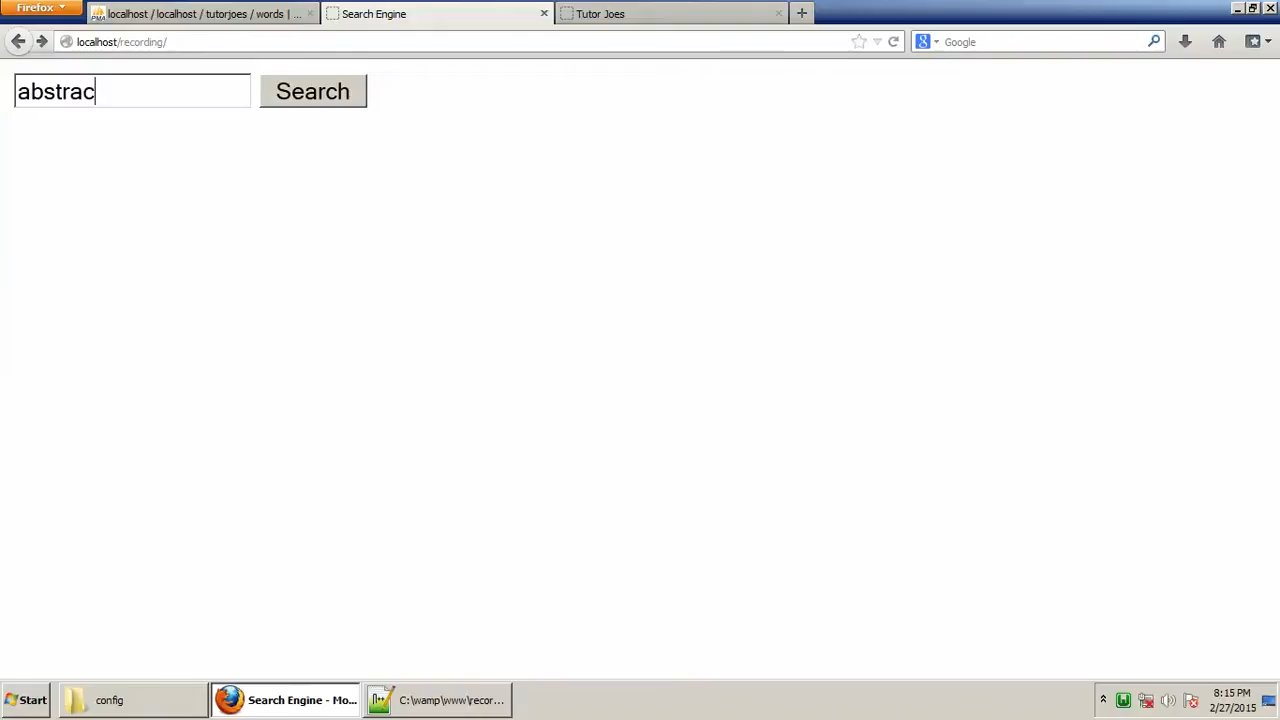 Firefox
localhost / localhost / tutorjoes / words | ...
Search Engine
Tutor Joes
localhost/recording/
Google
abstrac
Search
Start
config
Search Engine - Mo...
C:\wamp\www\recor...
8:15 PM
2/27/2015